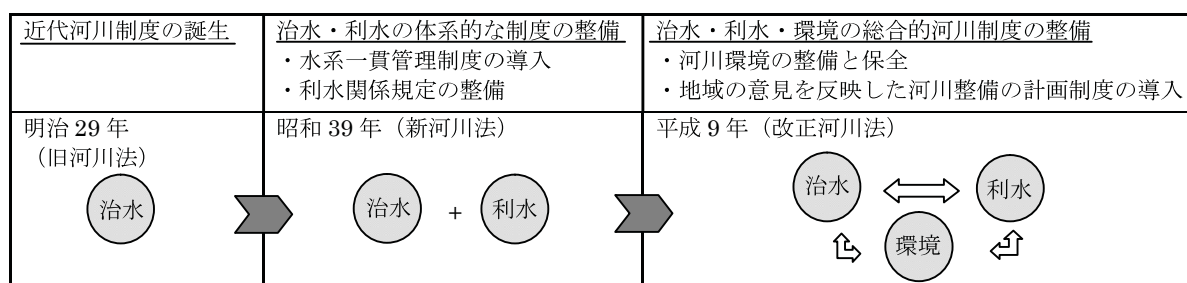 近代河川制度の誕生
治水・利水の体系的な制度の整備
・水系一貫管理制度の導入
・利水関係規定の整備
治水・利水・環境の総合的河川制度の整備
・河川環境の整備と保全
・地域の意見を反映した河川整備の計画制度の導入
明治 29 年
（旧河川法）
治水
昭和 39 年（新河川法）
治水 + 利水
平成 9 年（改正河川法）
治水 利水
環境